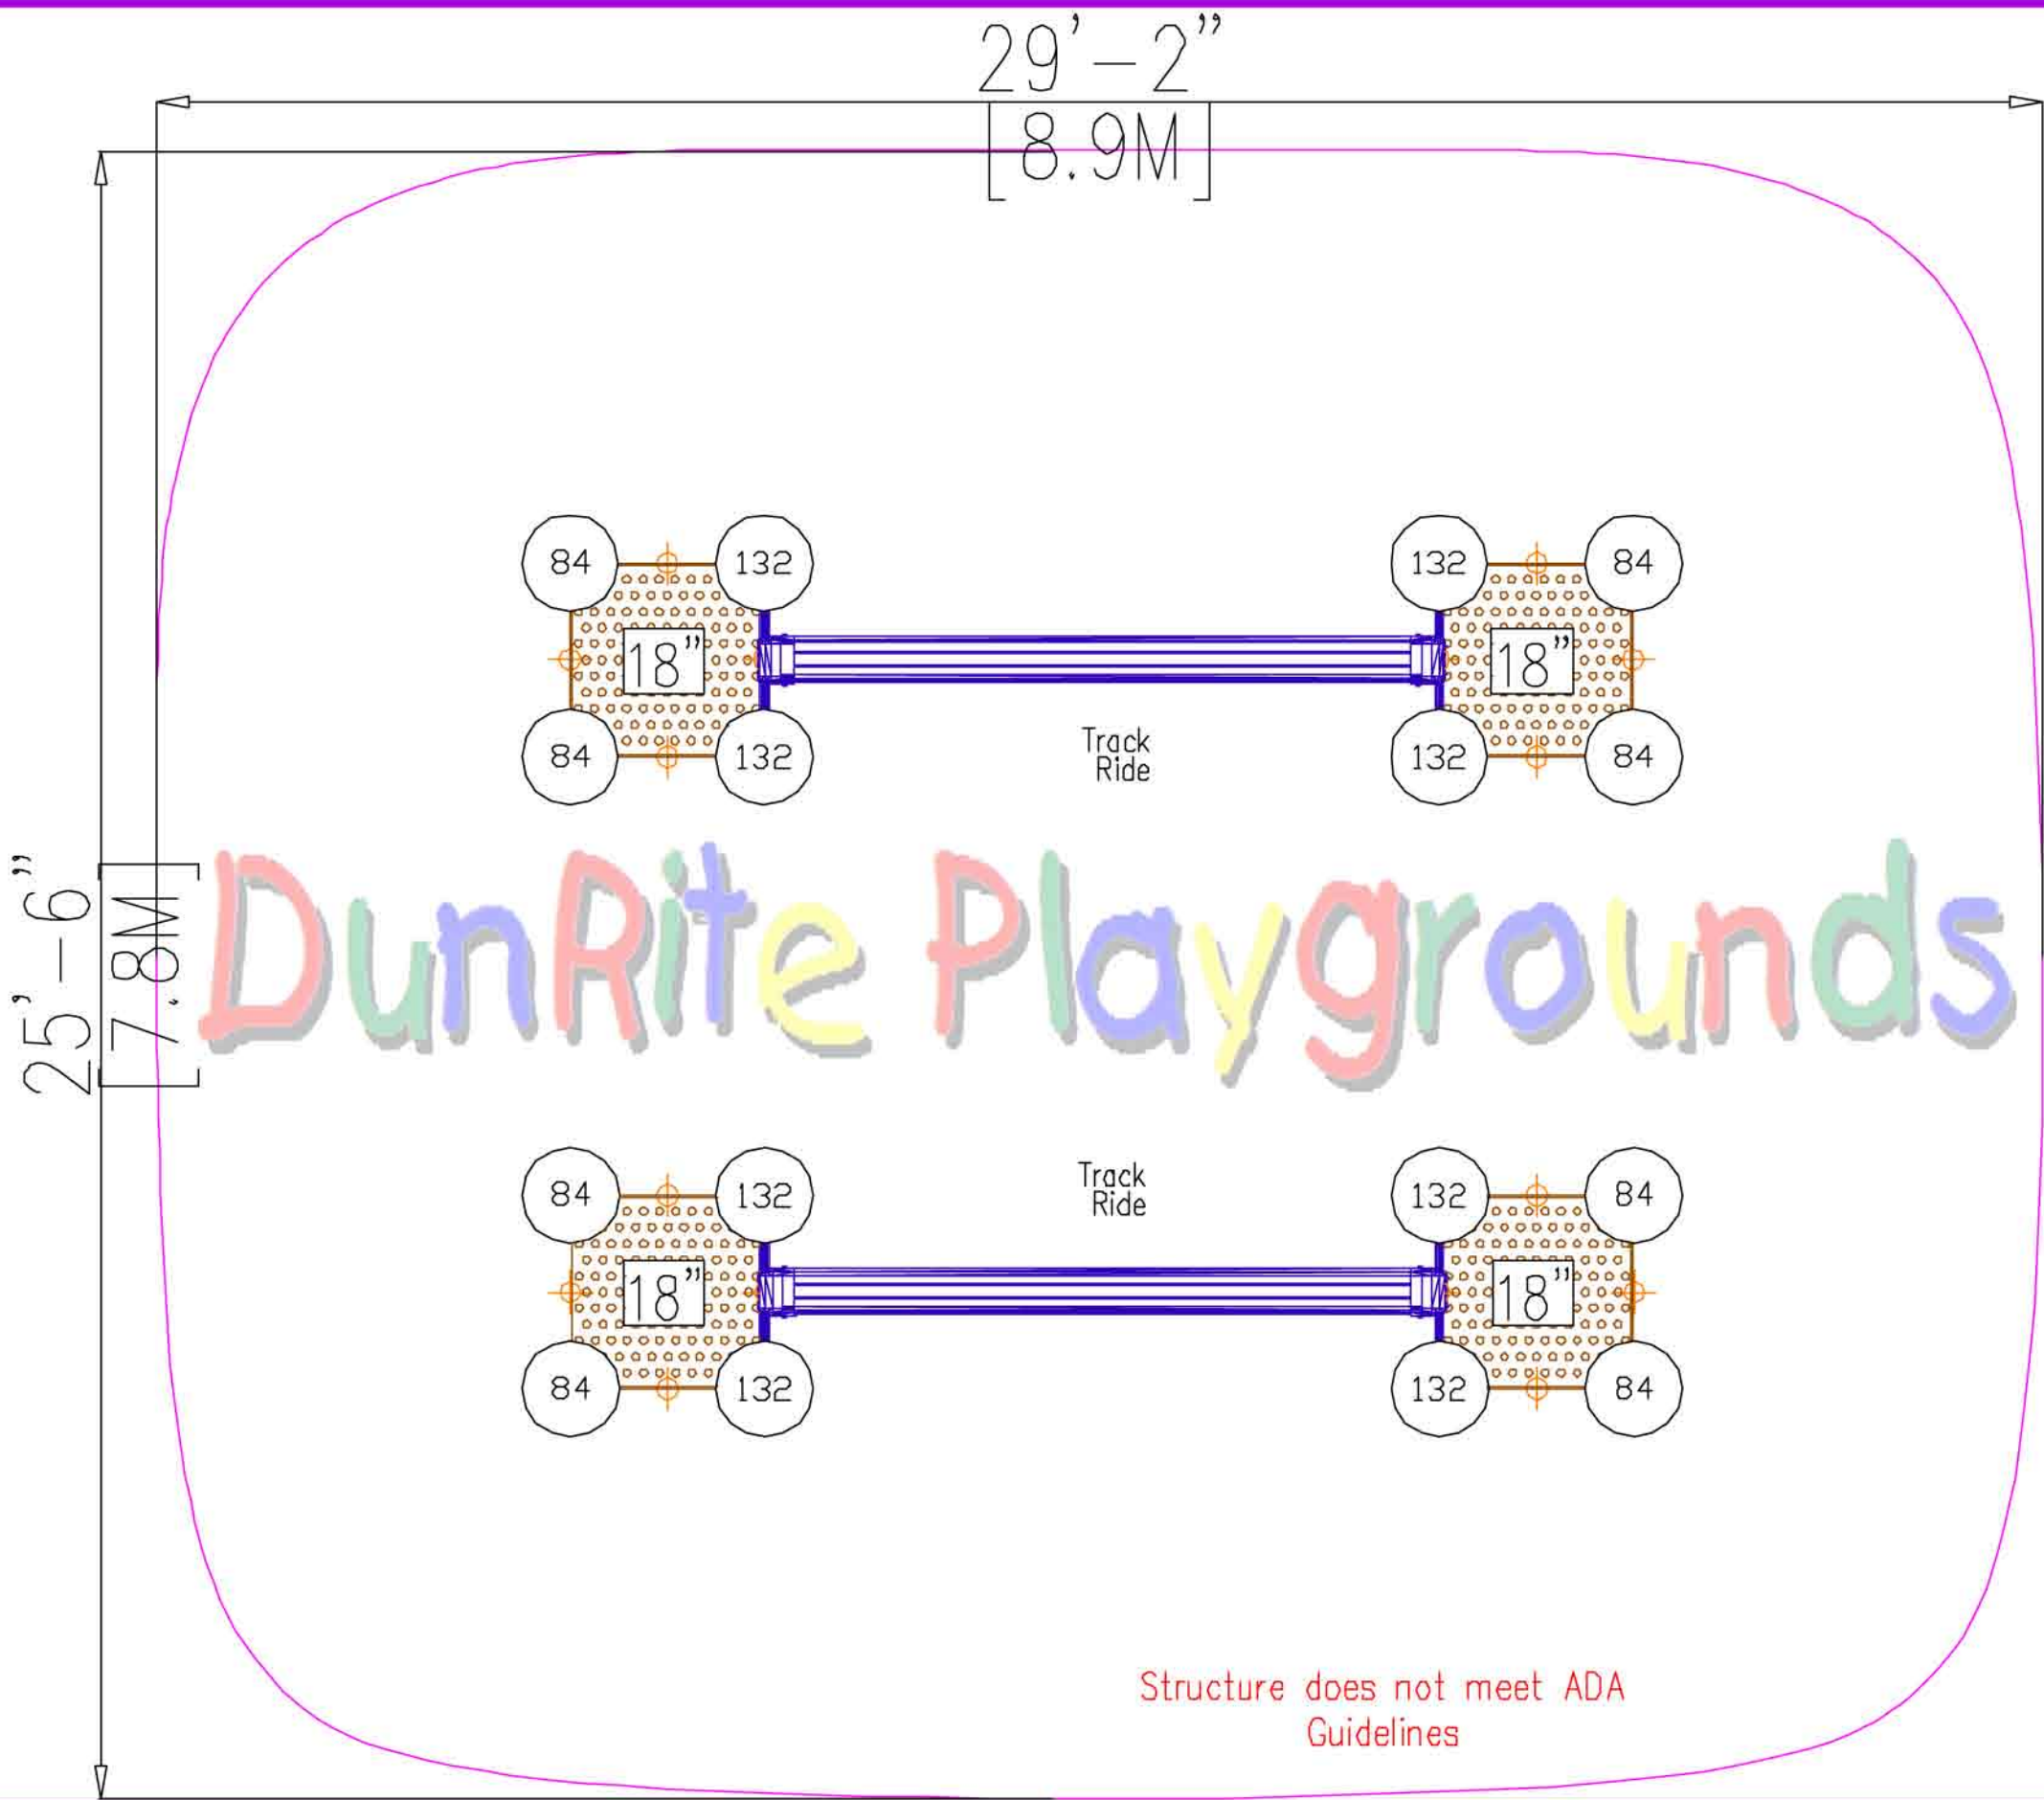 29'-2"
[8.9M]
84 132 132 84
18" 18"
84 132 132 84
Track
Ride
25'-6"
[7.8M]
DunRite Playgrounds
Track
Ride
84 132 132 84
18" 18"
84 132 132 84
Structure does not meet ADA
Guidelines